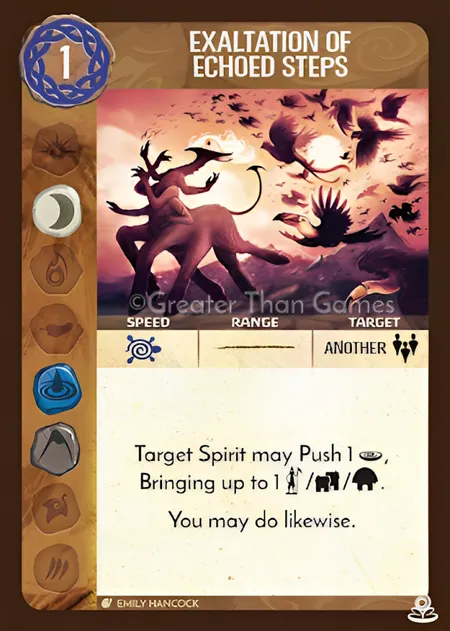 1
EXALTATION OF
ECHOED STEPS
©Greater Than Games
SPEED RANGE TARGET
ANOTHER
Target Spirit may Push 1 ,
Bringing up to 1 / / .
You may do likewise.
EMILY HANCOCK